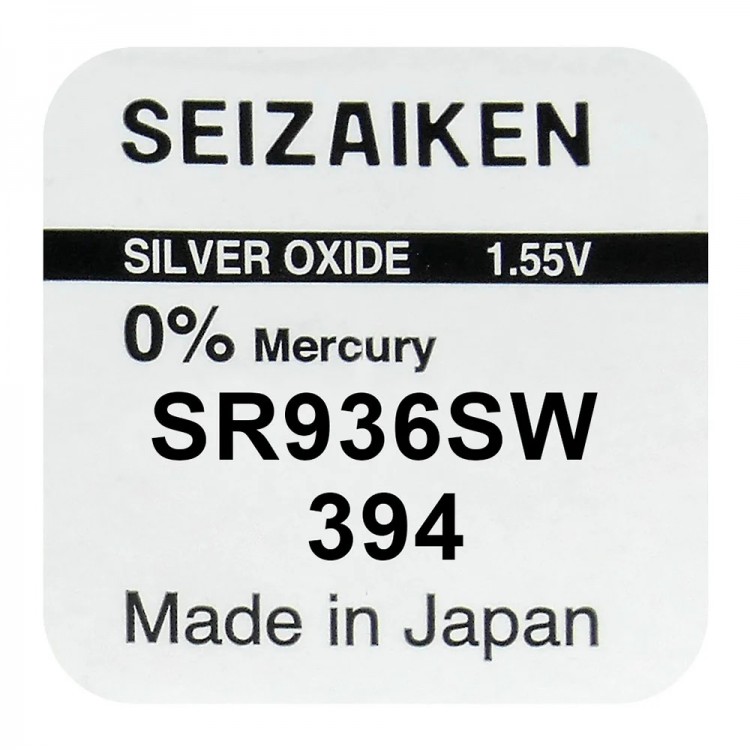 SEIZAIKEN
SILVER OXIDE 1.55V
0% Mercury
SR936SW
394
Made in Japan